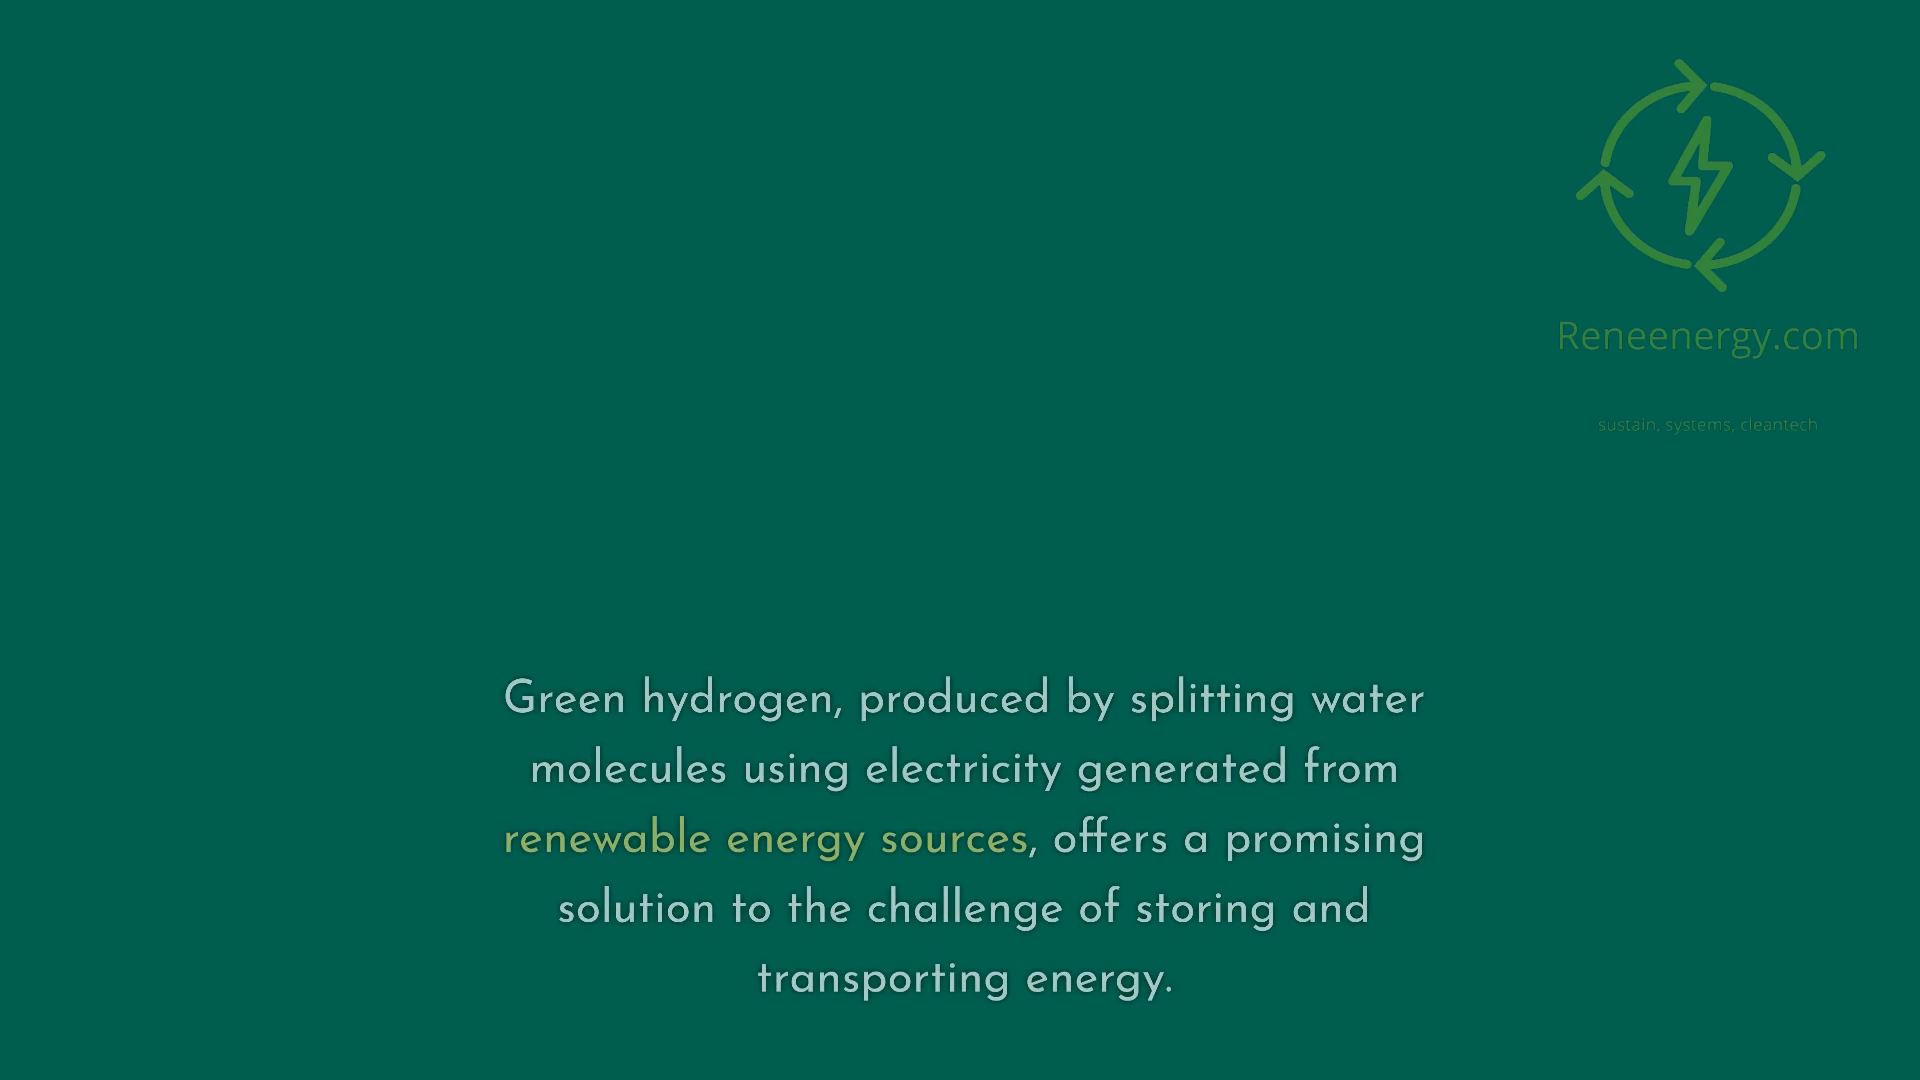 Reneenergy.com
sustain, systems, cleantech
Green hydrogen, produced by splitting water
molecules using electricity generated from
renewable energy sources, offers a promising
solution to the challenge of storing and
transporting energy.